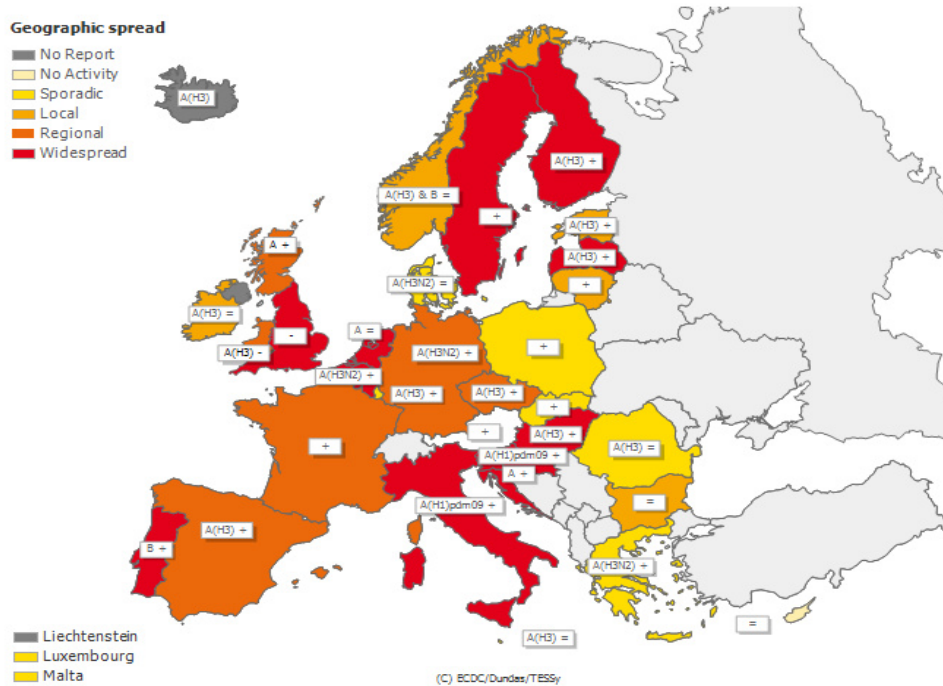 Geographic spread
No Report
No Activity
Sporadic
Local
Regional
Widespread
A(H3)
A(H3) +
A(H3) & B =
+
A(H3) +
A(H3) +
A +
A(H3N2) =
+
A(H3) =
-
A =
A(H3) -
A(H3N2) +
+
A(H3N2) +
A(H3) +
A(H3) +
+
+
A(H3) +
A(H3) =
+
A(H1)pdm09 +
A +
A(H1)pdm09 +
=
A(H3) +
B +
A(H3N2) +
=
A(H3) =
Liechtenstein
Luxembourg
Malta
(C) ECDC/Dundas/TESSy